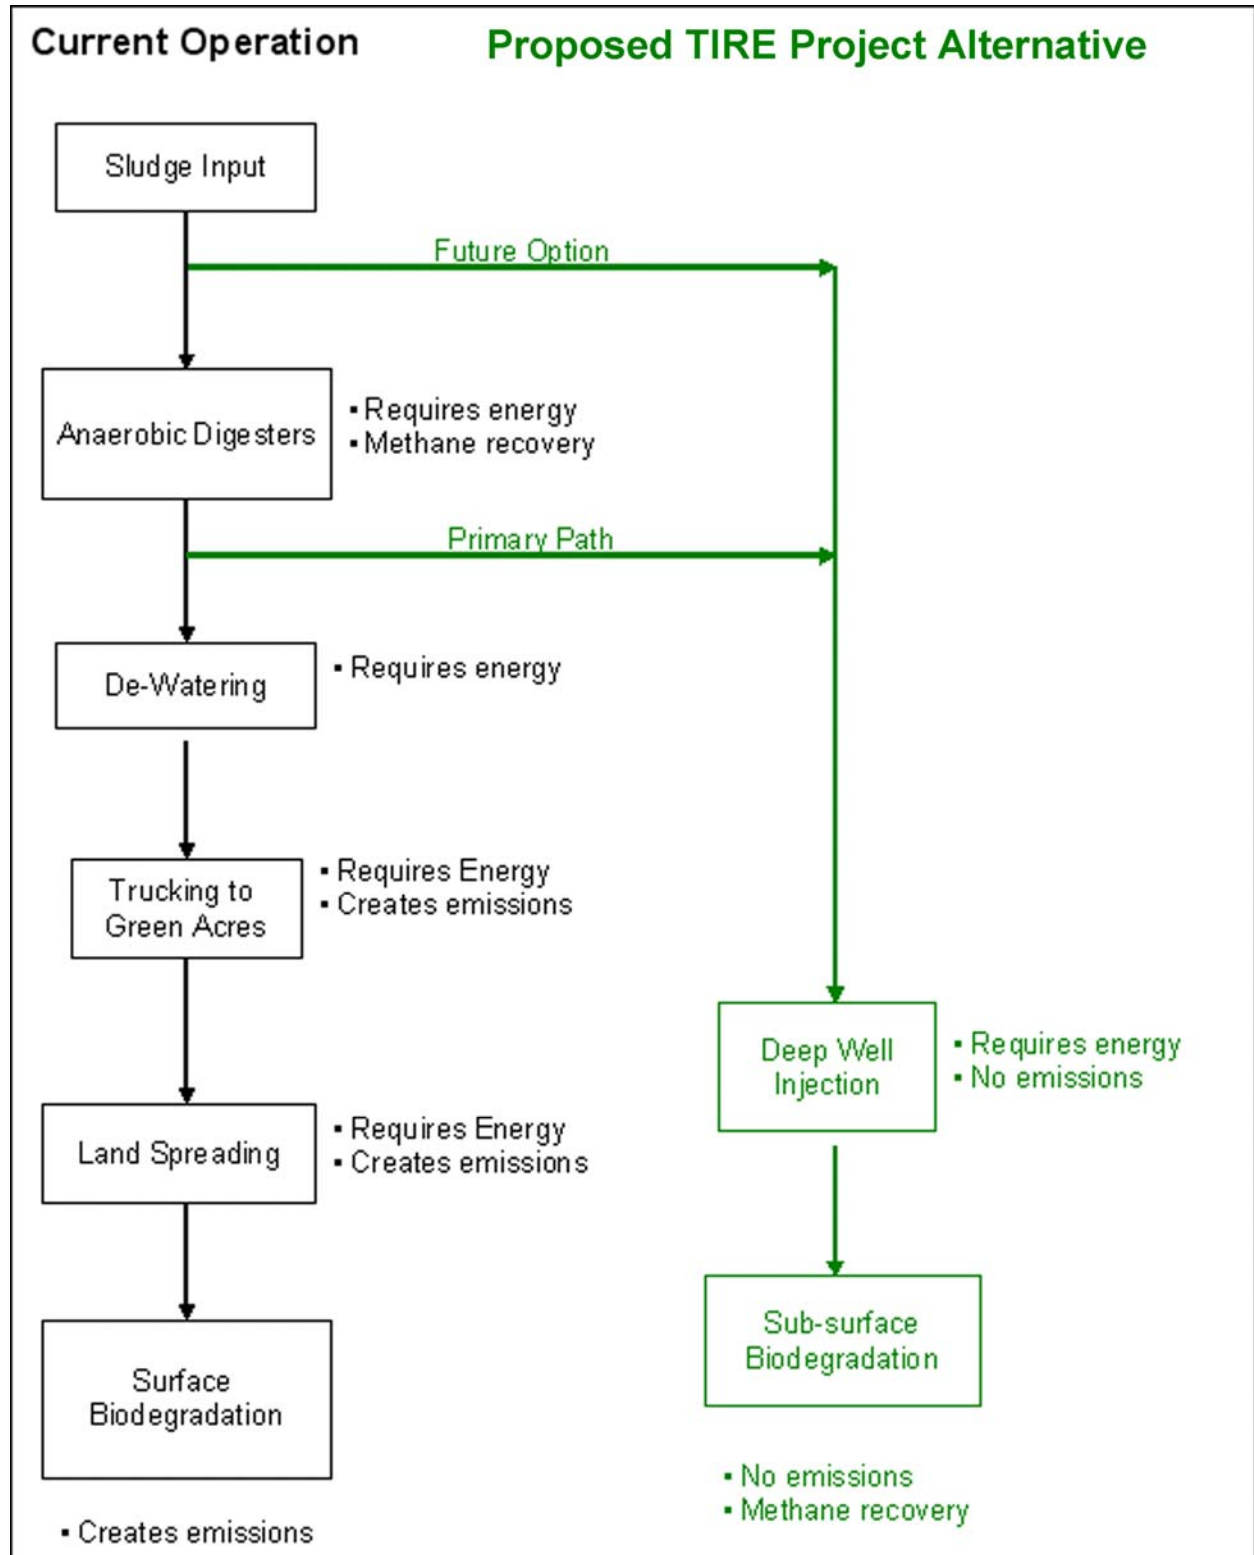 Current Operation
Proposed TIRE Project Alternative
Sludge Input
Future Option
Anaerobic Digesters
▪ Requires energy
▪ Methane recovery
Primary Path
De-Watering
▪ Requires energy
Trucking to
Green Acres
▪ Requires Energy
▪ Creates emissions
Deep Well
Injection
▪ Requires energy
▪ No emissions
Land Spreading
▪ Requires Energy
▪ Creates emissions
Sub-surface
Biodegradation
Surface
Biodegradation
▪ No emissions
▪ Methane recovery
▪ Creates emissions